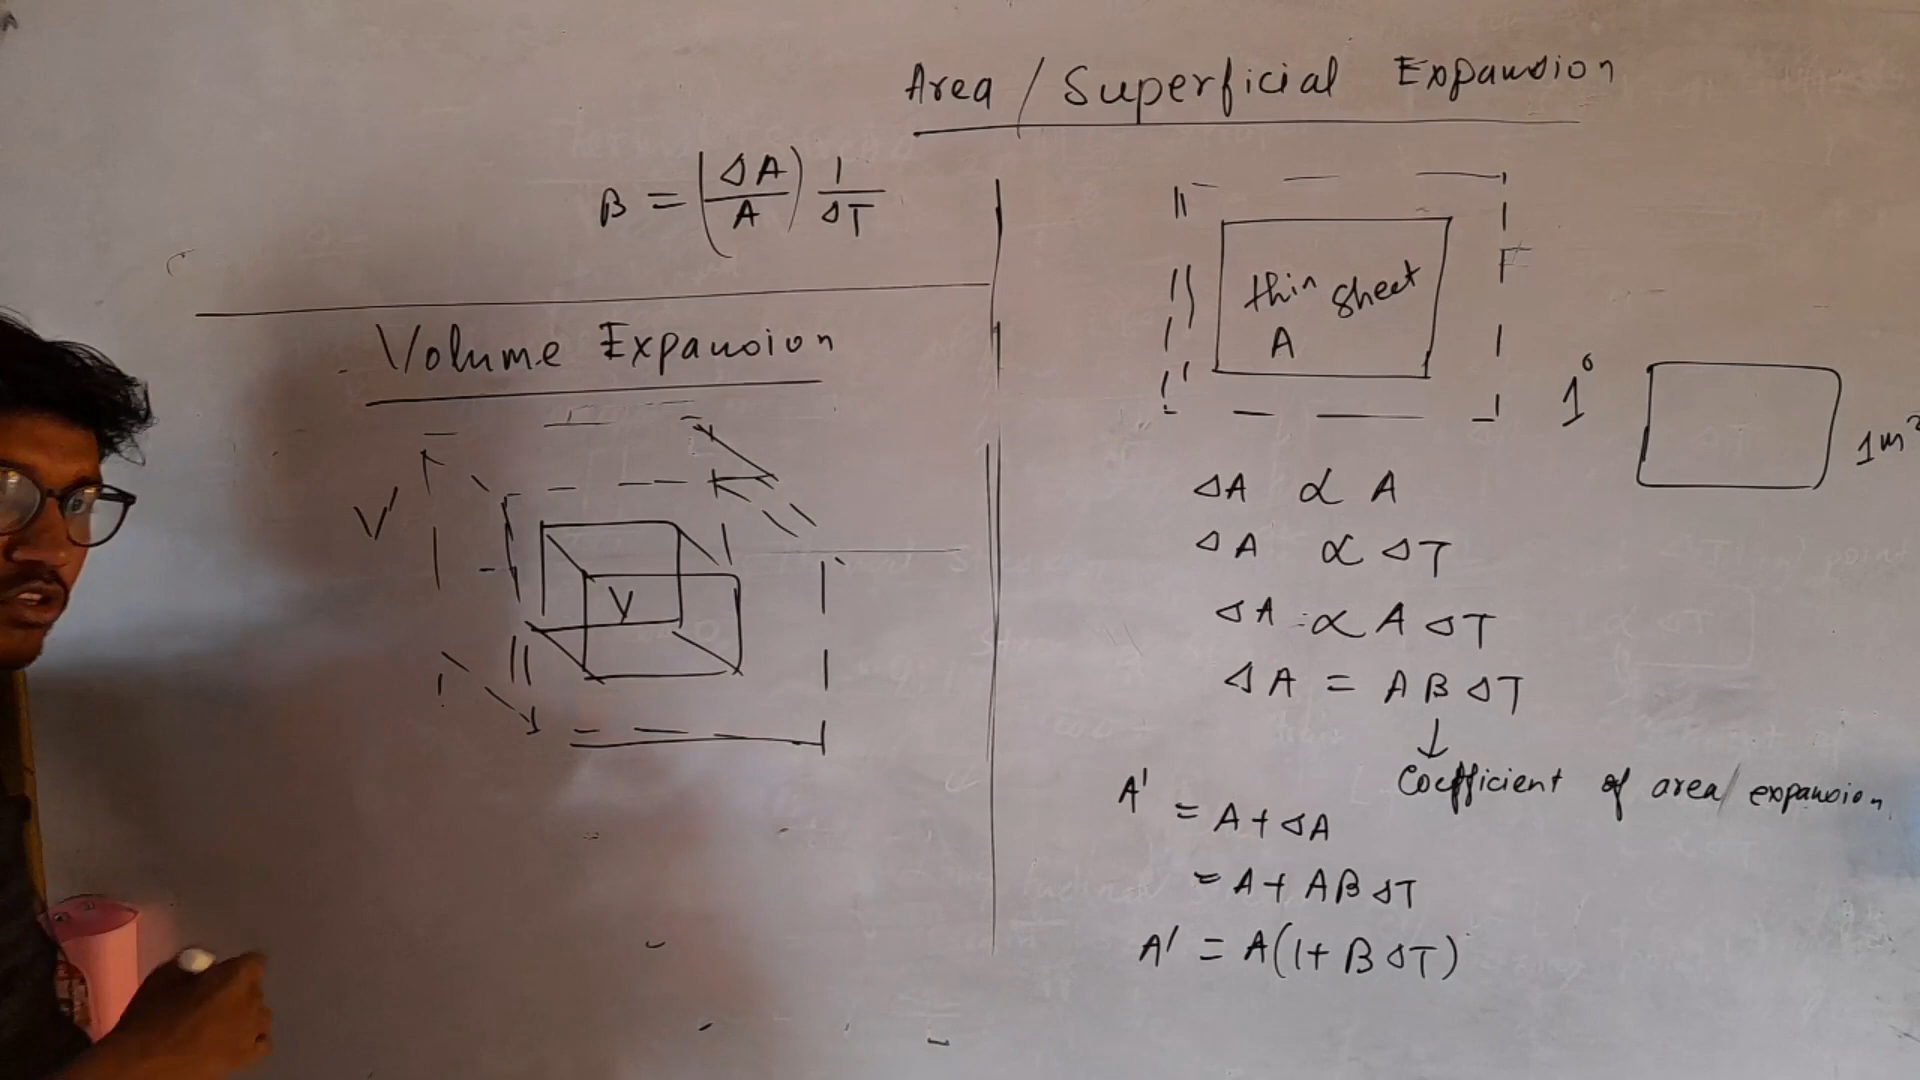 Area / Superficial Expansion
β = (ΔA/A) 1/ΔT
Volume Expansion
V'
V
thin sheet
A
1°
1m²
ΔA ∝ A
ΔA ∝ ΔT
ΔA ∝ A ΔT
ΔA = A β ΔT
↓
Coefficient of area expansion
A' = A + ΔA
= A + Aβ ΔT
A' = A(1 + β ΔT)